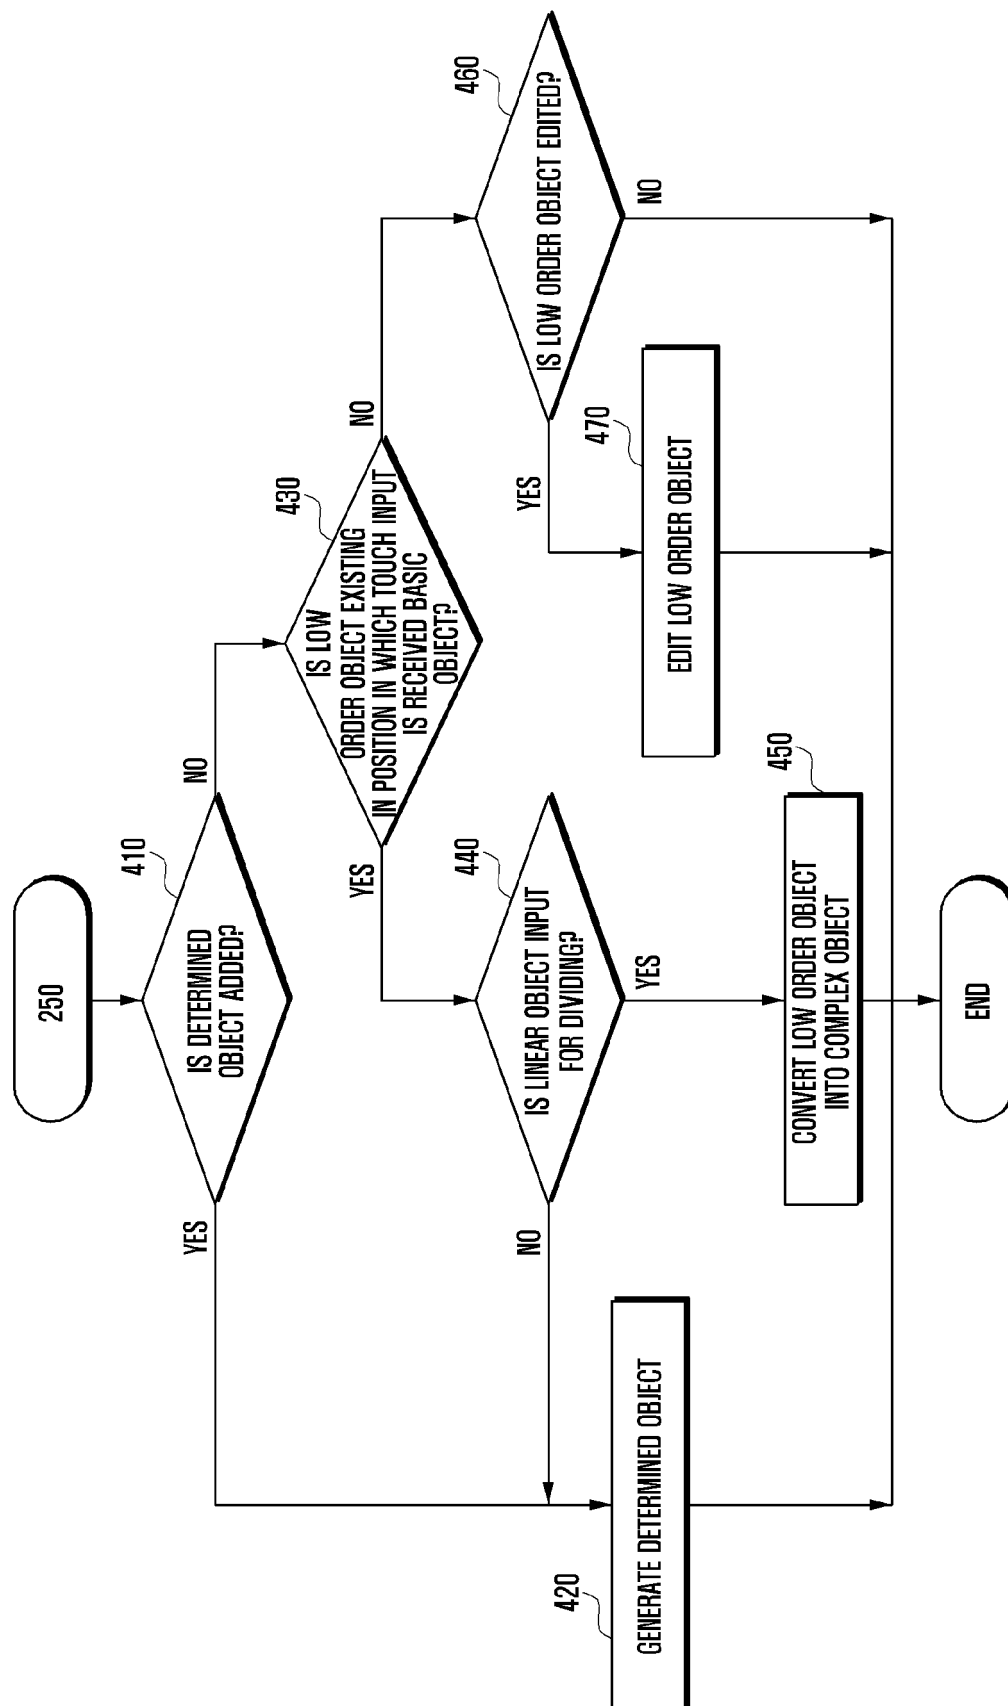 250
410
IS DETERMINED
OBJECT ADDED?
YES
NO
430
IS LOW
ORDER OBJECT EXISTING
IN POSITION IN WHICH TOUCH INPUT
IS RECEIVED BASIC
OBJECT?
YES
NO
440
IS LINEAR OBJECT INPUT
FOR DIVIDING?
NO
YES
460
IS LOW ORDER OBJECT EDITED?
YES
NO
420
GENERATE DETERMINED OBJECT
470
EDIT LOW ORDER OBJECT
450
CONVERT LOW ORDER OBJECT
INTO COMPLEX OBJECT
END